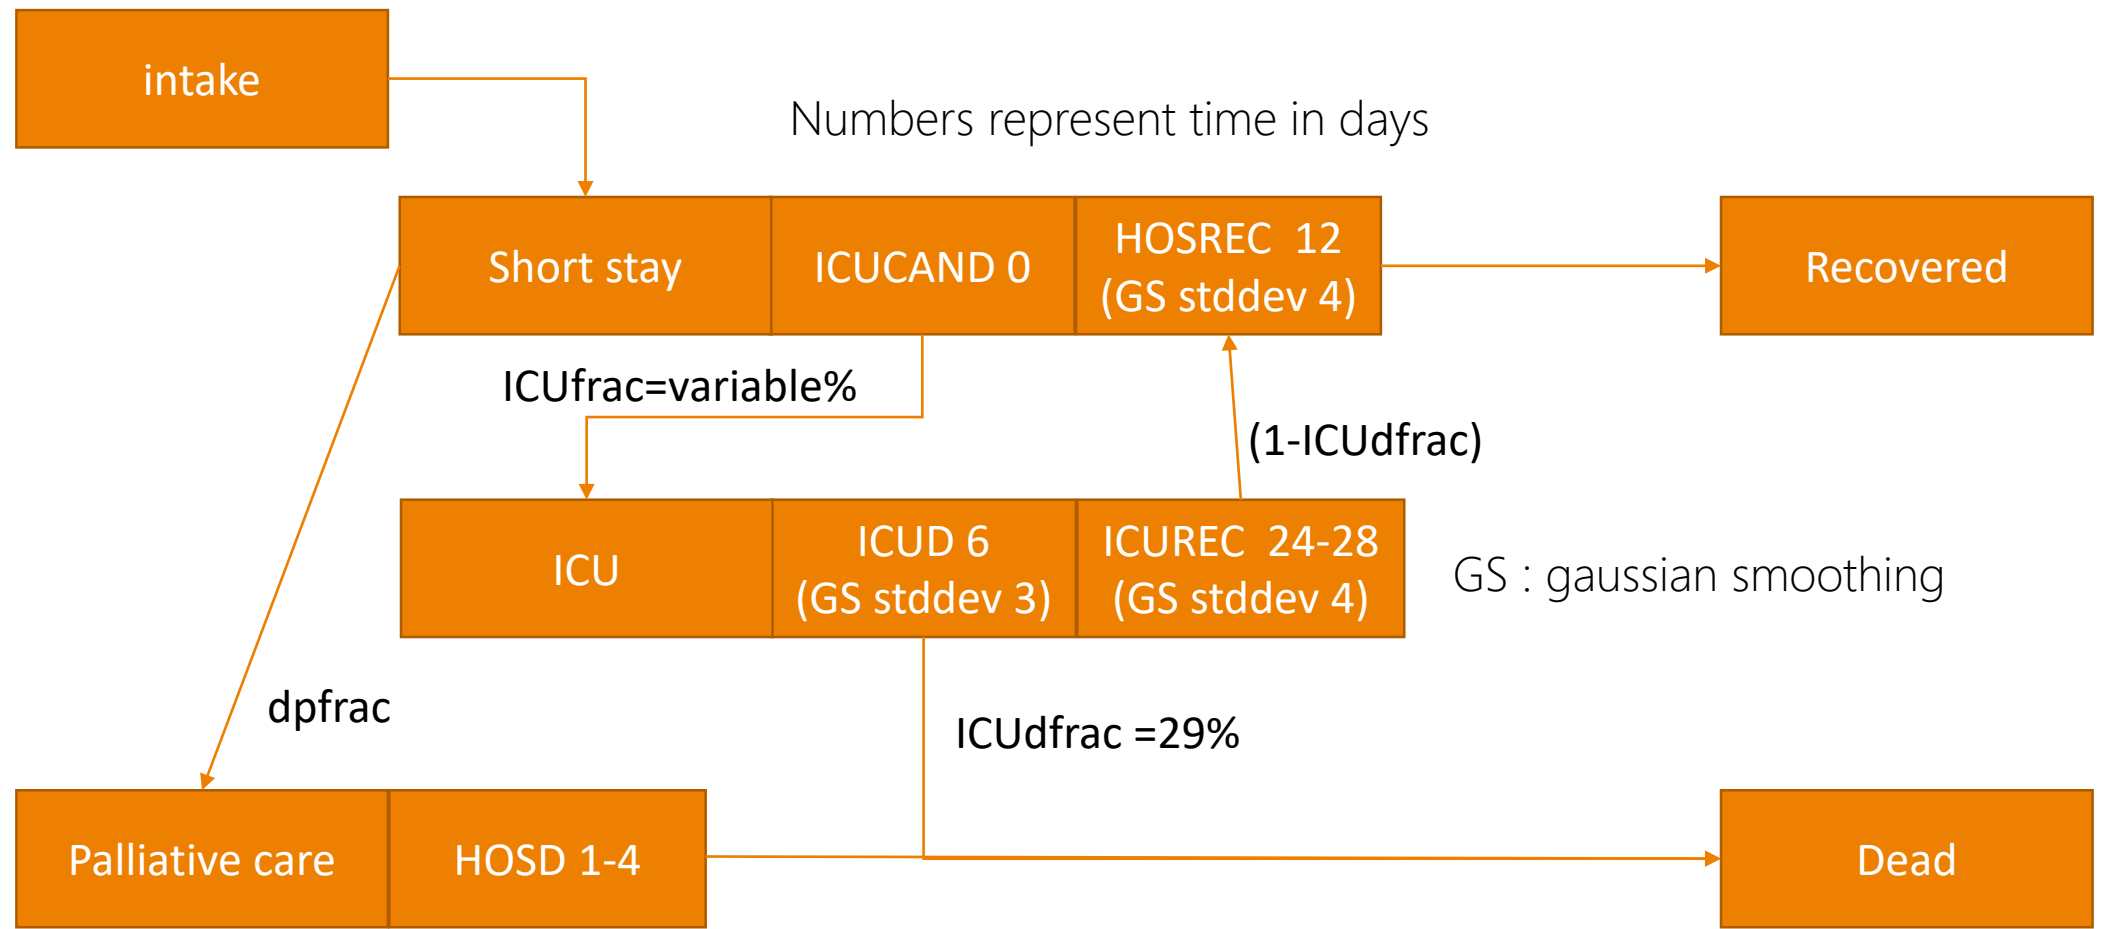 intake
Numbers represent time in days
Short stay
ICUCAND 0
HOSREC 12
(GS stddev 4)
Recovered
ICUfrac=variable%
(1-ICUdfrac)
ICU
ICUD 6
(GS stddev 3)
ICUREC 24-28
(GS stddev 4)
GS : gaussian smoothing
dpfrac
ICUdfrac =29%
Palliative care
HOSD 1-4
Dead